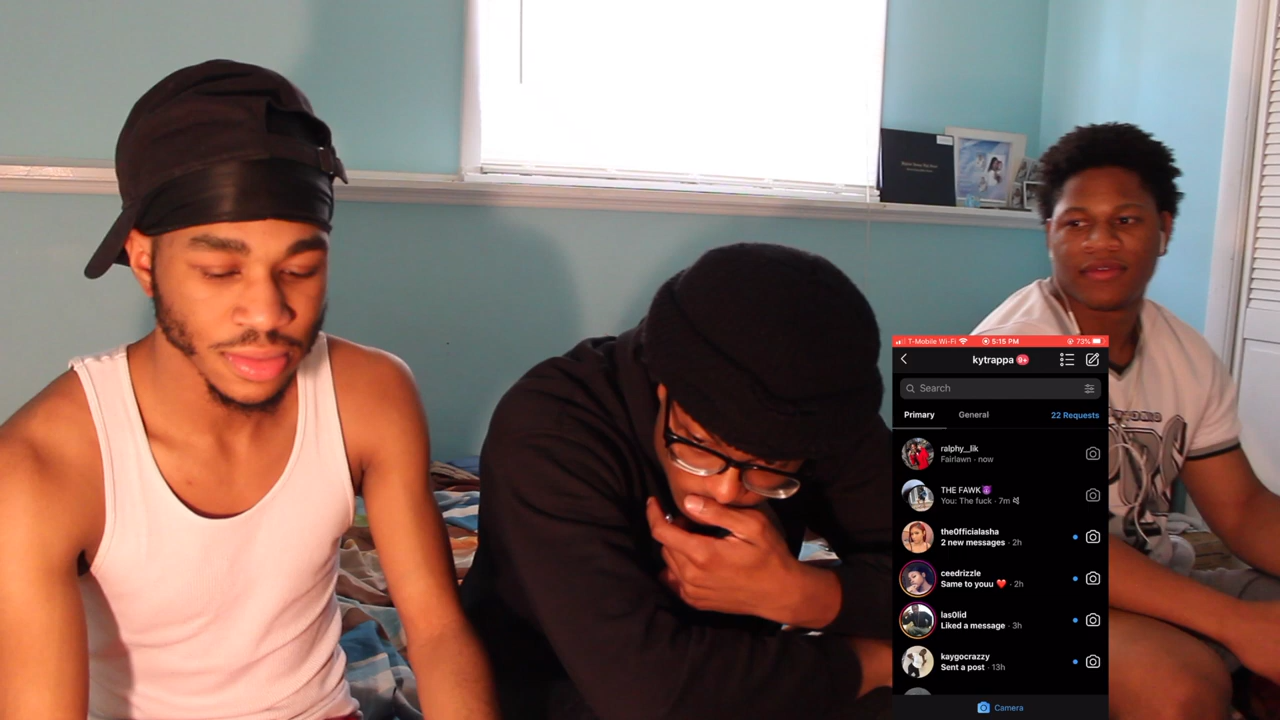 T-Mobile Wi-Fi 5:15 PM 73%
kytrappa 9+
Search
Primary General 22 Requests
ralphy__lik
Fairlawn · now
THE FAWK😈
You: The fuck · 7m
the0fficialasha
2 new messages · 2h
ceedrizzle
Same to youu ❤️ · 2h
las0lid
Liked a message · 3h
kaygocrazzy
Sent a post · 13h
Camera